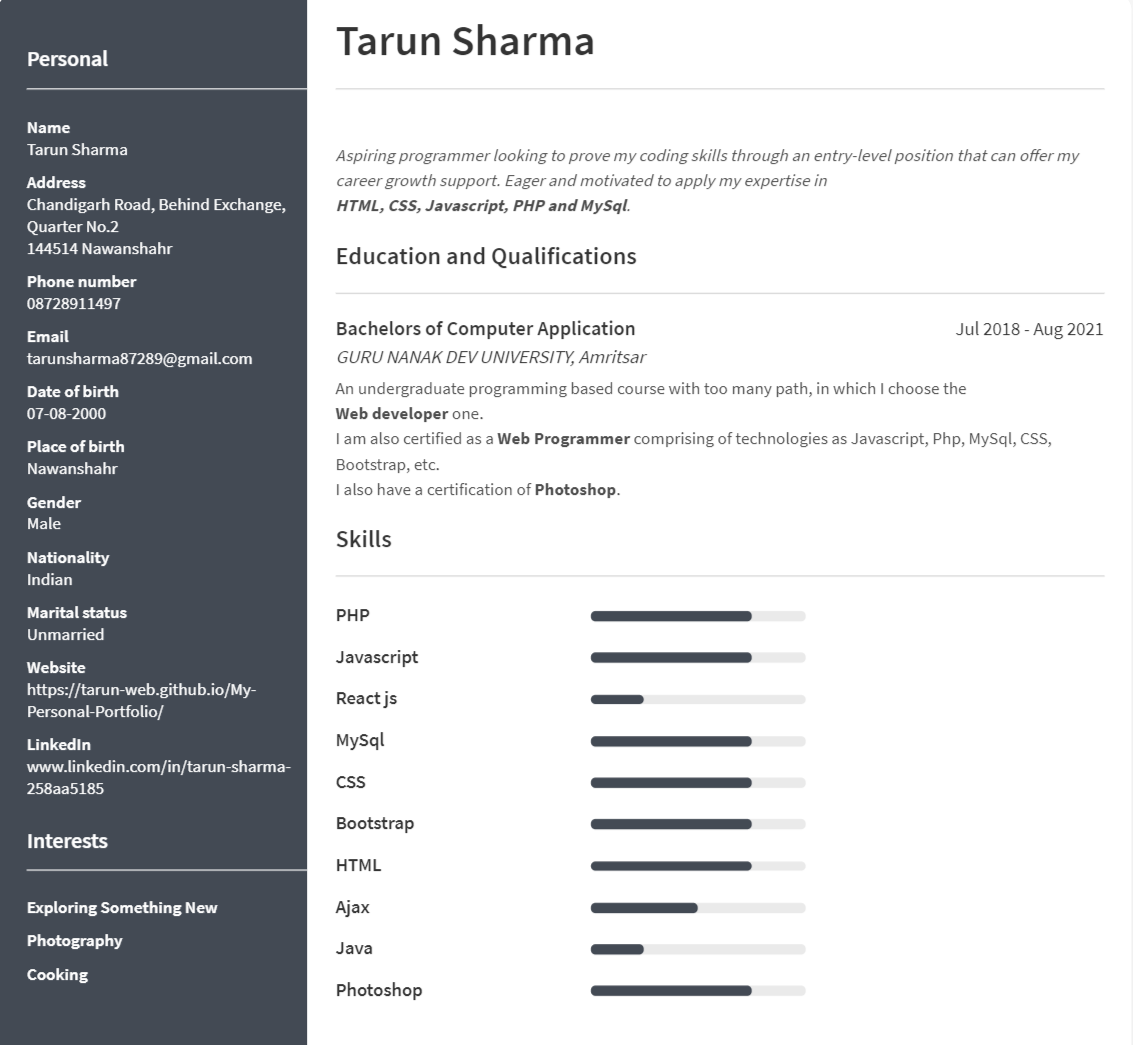 Personal
Name
Tarun Sharma
Address
Chandigarh Road, Behind Exchange,
Quarter No.2
144514 Nawanshahr
Phone number
08728911497
Email
tarunsharma87289@gmail.com
Date of birth
07-08-2000
Place of birth
Nawanshahr
Gender
Male
Nationality
Indian
Marital status
Unmarried
Website
https://tarun-web.github.io/My-
Personal-Portfolio/
LinkedIn
www.linkedin.com/in/tarun-sharma-
258aa5185
Interests
Exploring Something New
Photography
Cooking
Tarun Sharma
Aspiring programmer looking to prove my coding skills through an entry-level position that can offer my
career growth support. Eager and motivated to apply my expertise in
HTML, CSS, Javascript, PHP and MySql.
Education and Qualifications
Bachelors of Computer Application Jul 2018 - Aug 2021
GURU NANAK DEV UNIVERSITY, Amritsar
An undergraduate programming based course with too many path, in which I choose the
Web developer one.
I am also certified as a Web Programmer comprising of technologies as Javascript, Php, MySql, CSS,
Bootstrap, etc.
I also have a certification of Photoshop.
Skills
PHP
Javascript
React js
MySql
CSS
Bootstrap
HTML
Ajax
Java
Photoshop